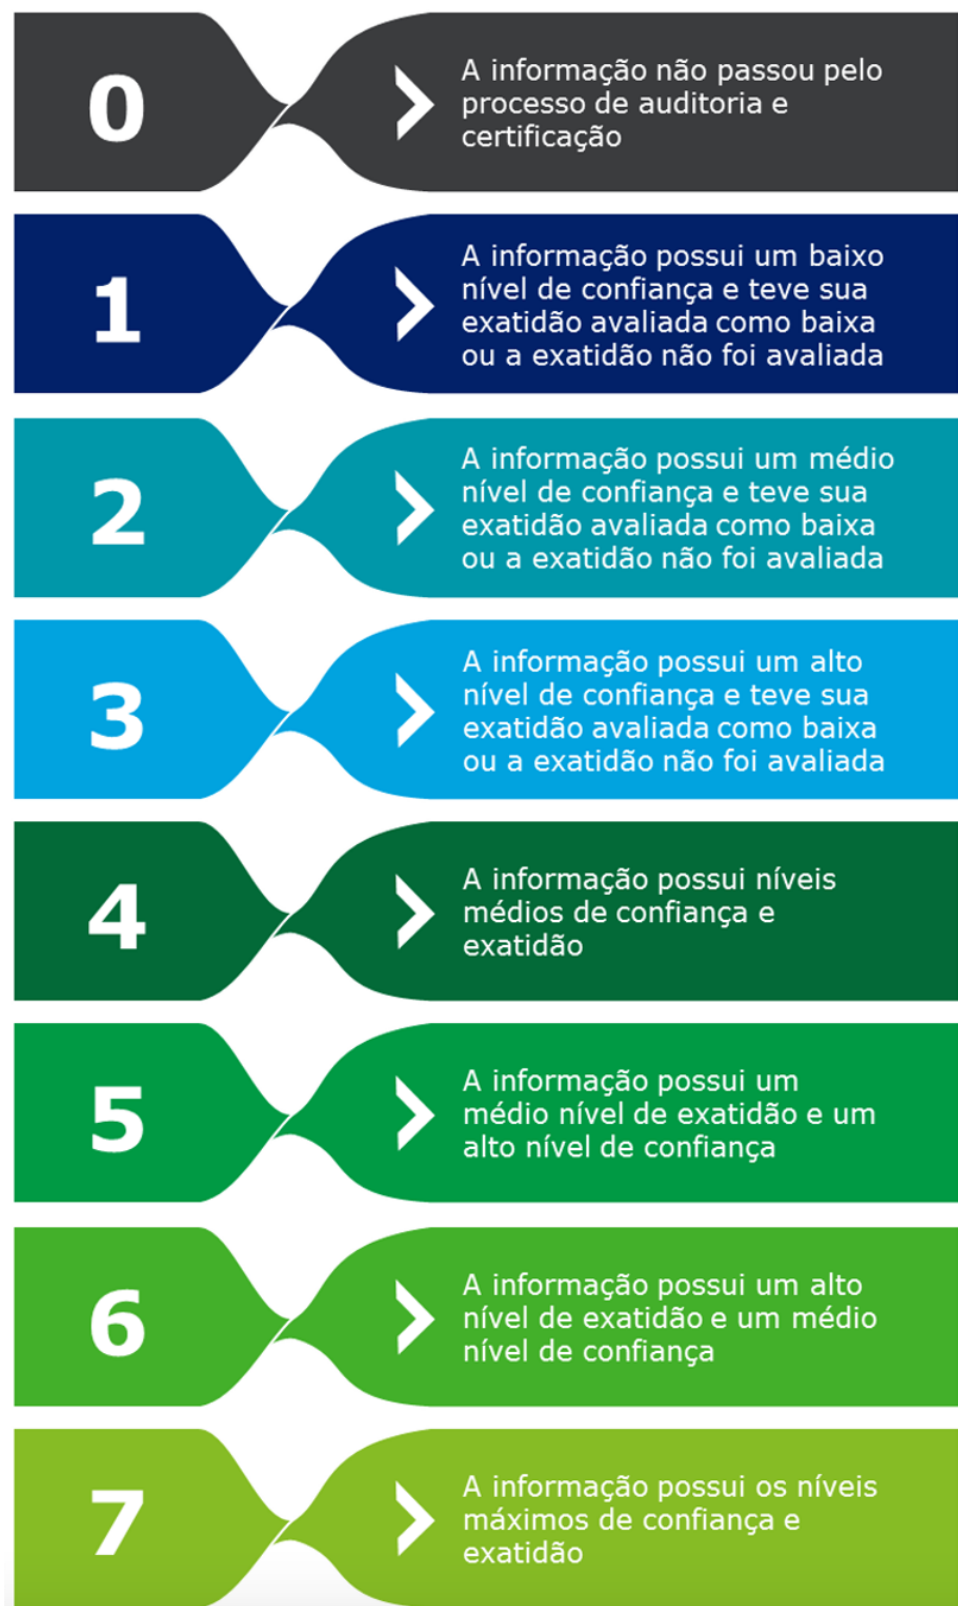 0
A informação não passou pelo
processo de auditoria e
certificação
1
A informação possui um baixo
nível de confiança e teve sua
exatidão avaliada como baixa
ou a exatidão não foi avaliada
2
A informação possui um médio
nível de confiança e teve sua
exatidão avaliada como baixa
ou a exatidão não foi avaliada
3
A informação possui um alto
nível de confiança e teve sua
exatidão avaliada como baixa
ou a exatidão não foi avaliada
4
A informação possui níveis
médios de confiança e
exatidão
5
A informação possui um
médio nível de exatidão e um
alto nível de confiança
6
A informação possui um alto
nível de exatidão e um médio
nível de confiança
7
A informação possui os níveis
máximos de confiança e
exatidão